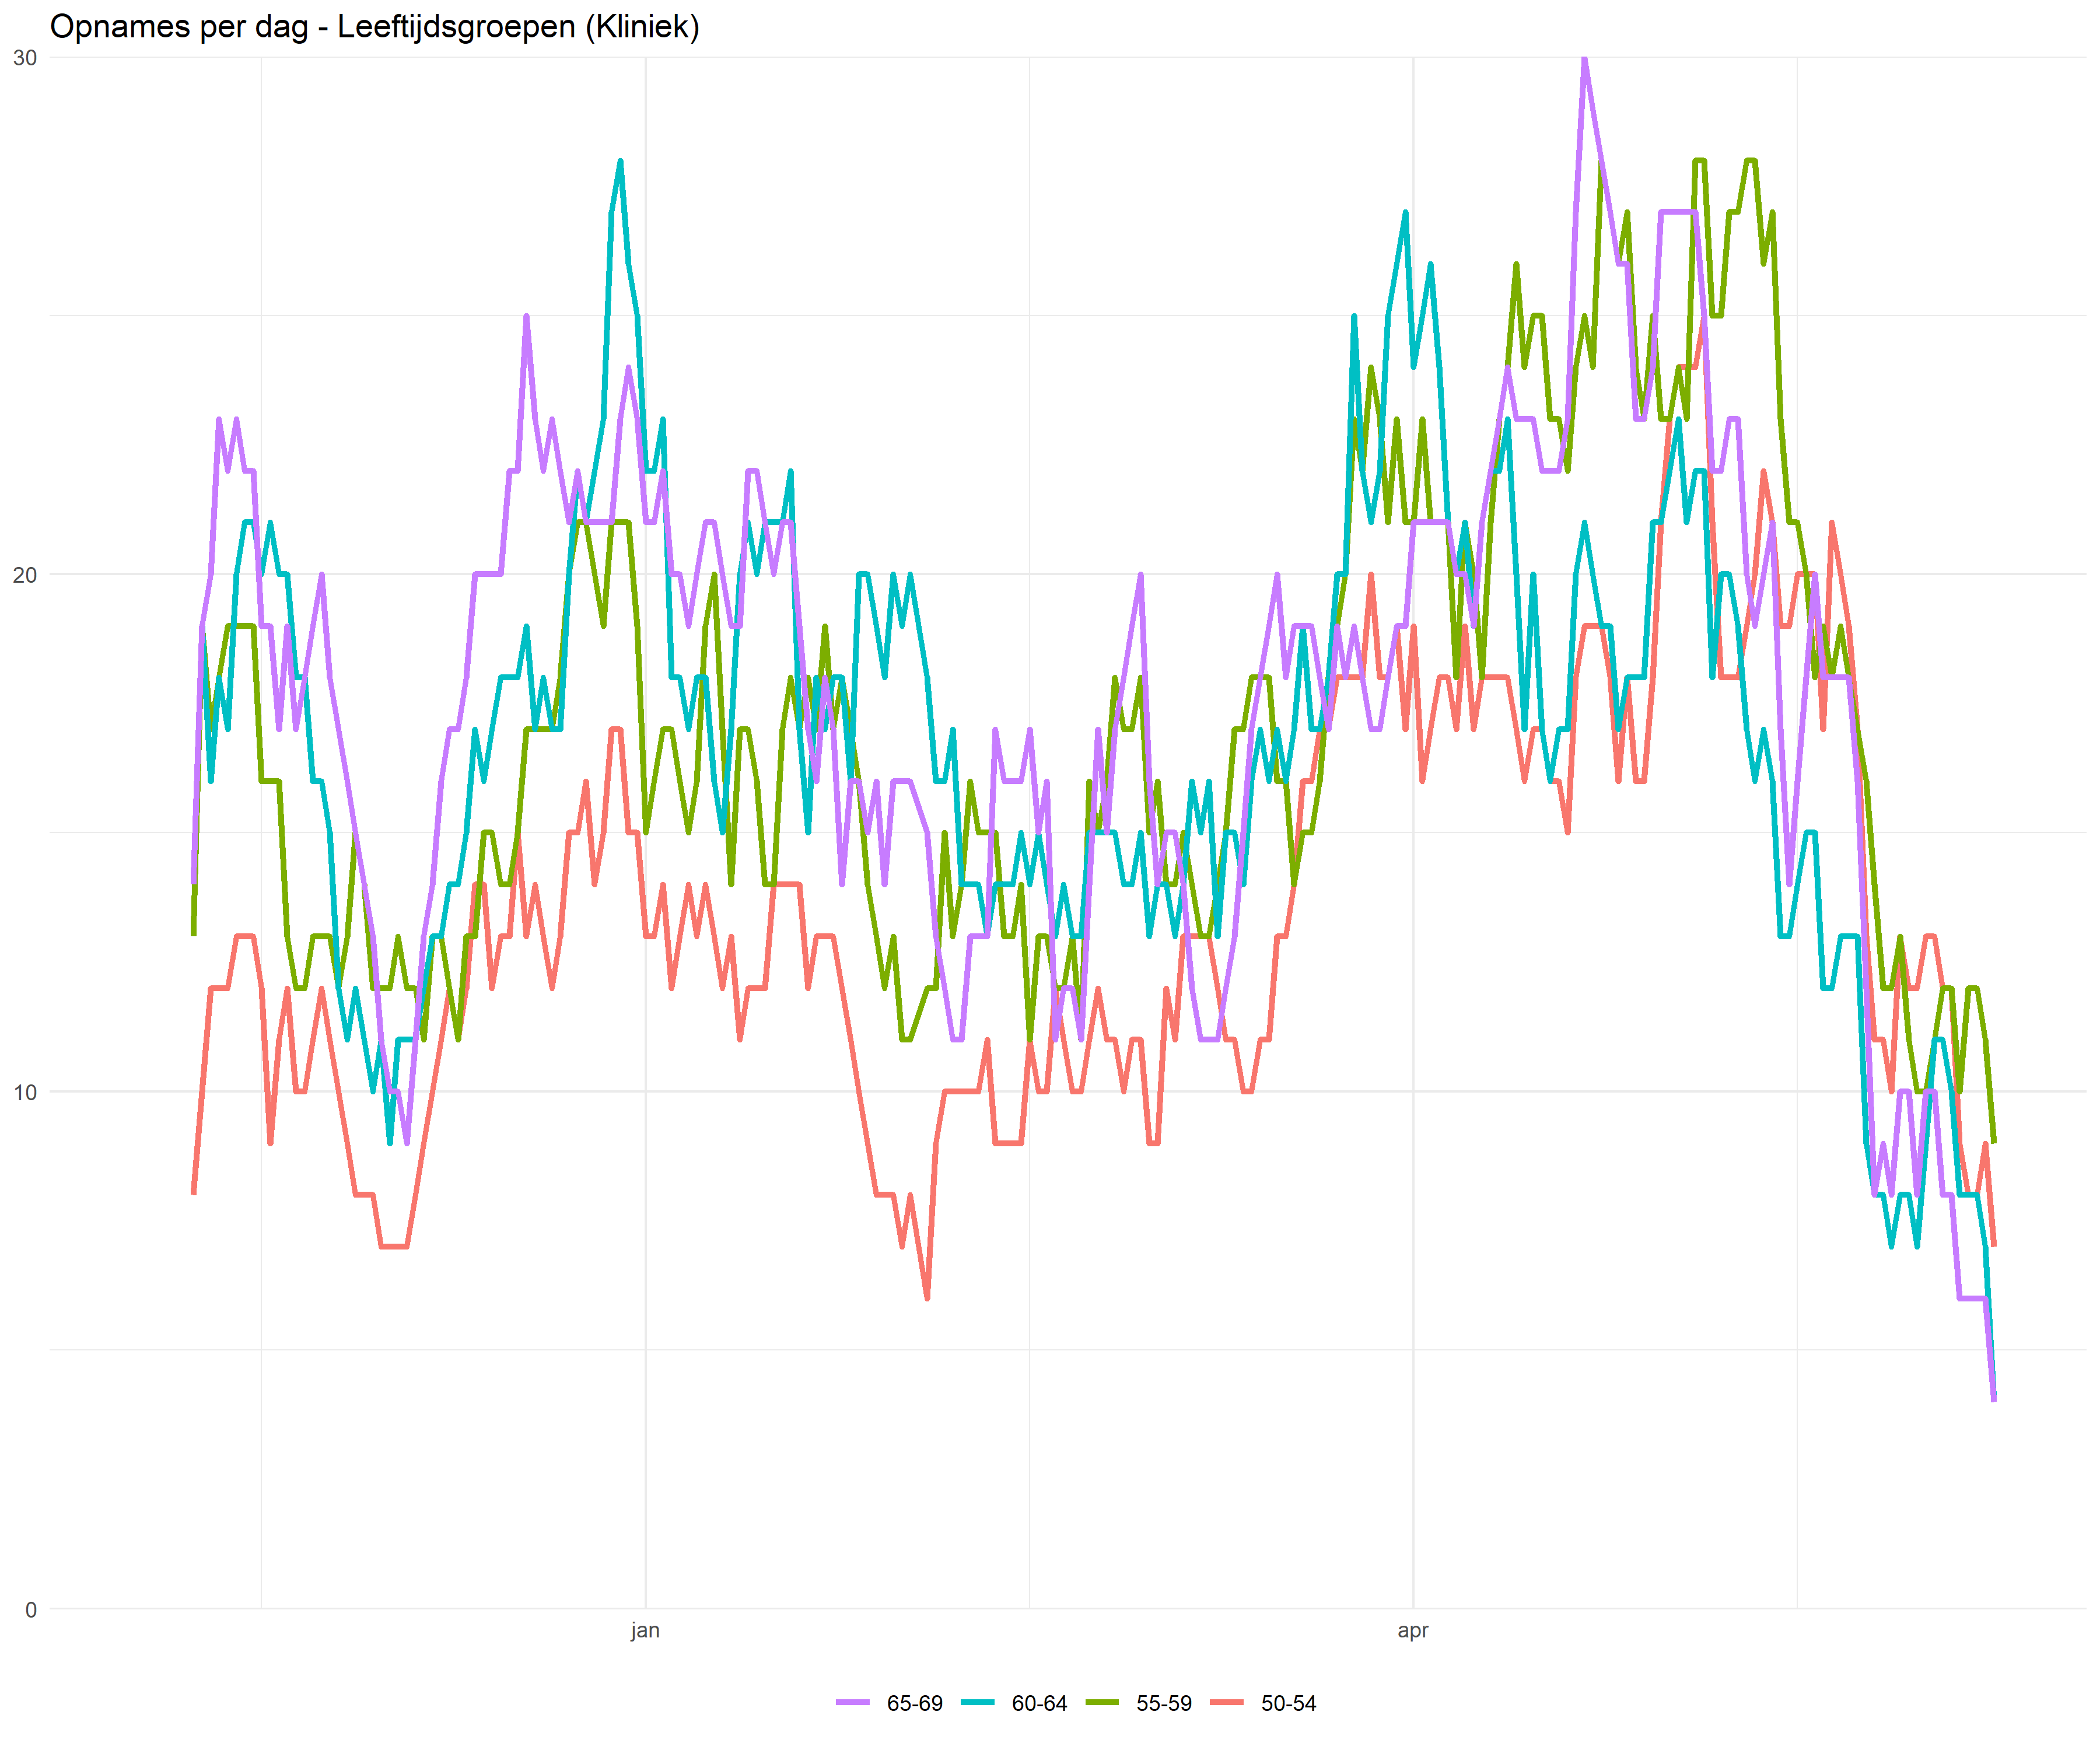 Opnames per dag - Leeftijdsgroepen (Kliniek)
30
20
10
0
jan apr
65-69 60-64 55-59 50-54